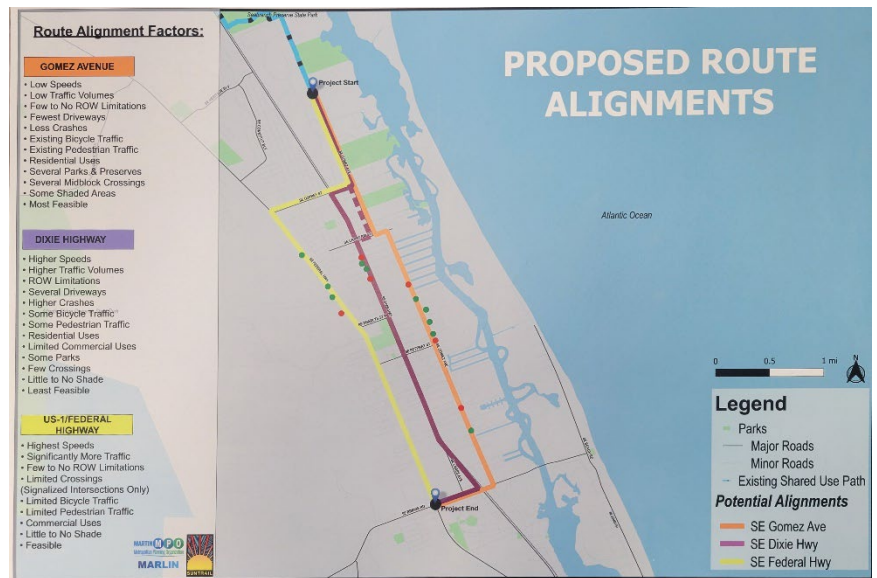 Route Alignment Factors:
GOMEZ AVENUE
• Low Speeds
• Low Traffic Volumes
• Few to No ROW Limitations
• Fewest Driveways
• Less Crashes
• Existing Bicycle Traffic
• Existing Pedestrian Traffic
• Residential Uses
• Several Parks & Preserves
• Several Midblock Crossings
• Some Shaded Areas
• Most Feasible
DIXIE HIGHWAY
• Higher Speeds
• Higher Traffic Volumes
• ROW Limitations
• Several Driveways
• Higher Crashes
• Some Bicycle Traffic
• Some Pedestrian Traffic
• Residential Uses
• Limited Commercial Uses
• Some Parks
• Few Crossings
• Little to No Shade
• Least Feasible
US-1/FEDERAL
HIGHWAY
• Highest Speeds
• Significantly More Traffic
• Few to No ROW Limitations
• Limited Crossings
(Signalized Intersections Only)
• Limited Bicycle Traffic
• Limited Pedestrian Traffic
• Commercial Uses
• Little to No Shade
• Feasible
MARTIN MPO
Metropolitan Planning Organization
MARLIN
SUNTRAIL
Preserve State Park
Project Start
Project End
PROPOSED ROUTE
ALIGNMENTS
Atlantic Ocean
0 0.5 1 mi
N
Legend
Parks
Major Roads
Minor Roads
Existing Shared Use Path
Potential Alignments
SE Gomez Ave
SE Dixie Hwy
SE Federal Hwy